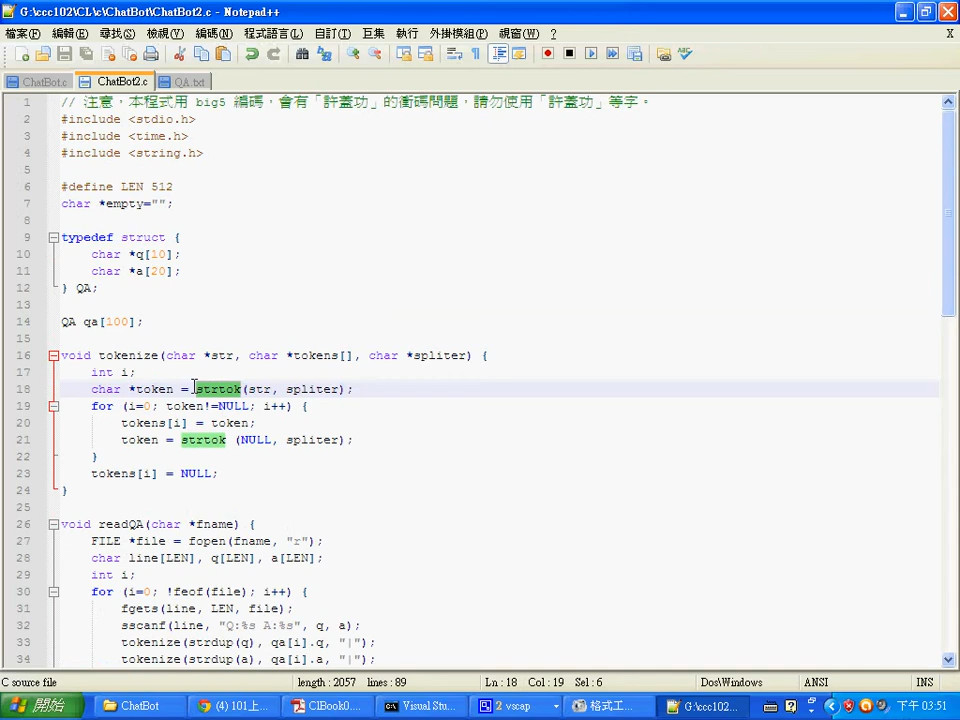 G:\ccc102\CL\c\ChatBot\ChatBot2.c - Notepad++
檔案(F) 編輯(E) 尋找(S) 檢視(V) 編碼(N) 程式語言(L) 自訂(T) 巨集 執行 外掛模組(P) 視窗(W) ? X
ChatBot.c ChatBot2.c QA.txt
1 // 注意，本程式用 big5 編碼，會有「許蓋功」的衝碼問題，請勿使用「許蓋功」等字。
2 #include <stdio.h>
3 #include <time.h>
4 #include <string.h>
5
6 #define LEN 512
7 char *empty="";
8
9 typedef struct {
10 char *q[10];
11 char *a[20];
12 } QA;
13
14 QA qa[100];
15
16 void tokenize(char *str, char *tokens[], char *spliter) {
17 int i;
18 char *token = strtok(str, spliter);
19 for (i=0; token!=NULL; i++) {
20 tokens[i] = token;
21 token = strtok (NULL, spliter);
22 }
23 tokens[i] = NULL;
24 }
25
26 void readQA(char *fname) {
27 FILE *file = fopen(fname, "r");
28 char line[LEN], q[LEN], a[LEN];
29 int i;
30 for (i=0; !feof(file); i++) {
31 fgets(line, LEN, file);
32 sscanf(line, "Q:%s A:%s", q, a);
33 tokenize(strdup(q), qa[i].q, "|");
34 tokenize(strdup(a), qa[i].a, "|");
C source file length : 2057 lines : 89 Ln : 18 Col : 19 Sel : 6 Dos\Windows ANSI INS
開始 ChatBot (4) 101上... ClBook0.... Visual Stu... 2 vscap 格式工... G:\ccc102... 下午 03:51